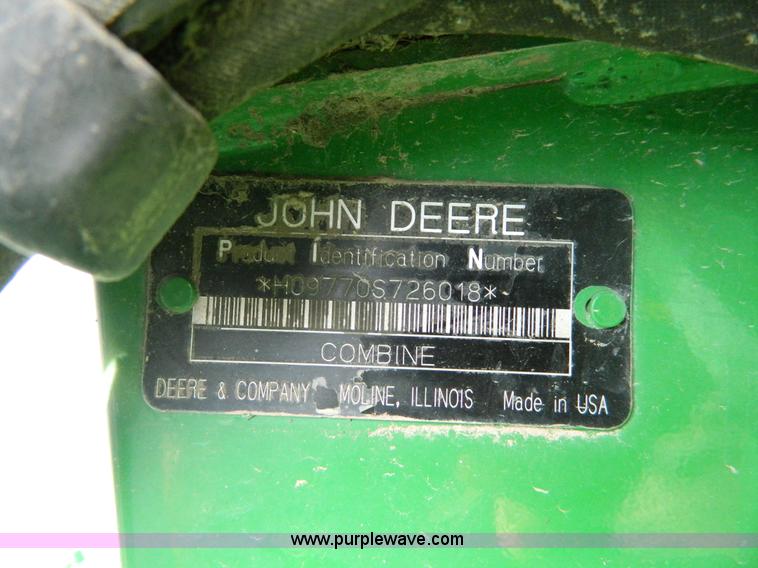 JOHN DEERE
Product Identification Number
*H09770S726018*
COMBINE
DEERE & COMPANY MOLINE, ILLINOIS Made in USA
www.purplewave.com